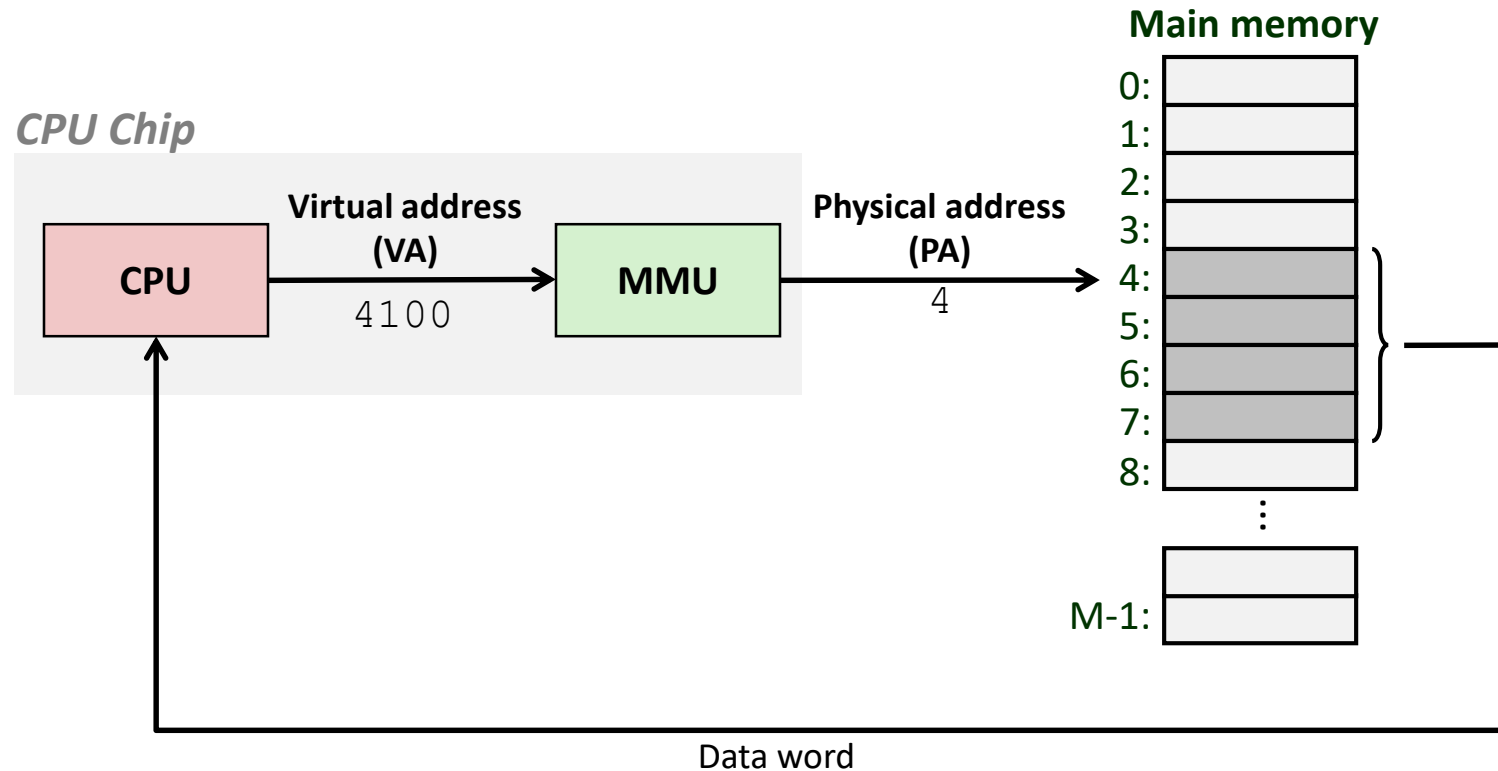 Main memory
CPU Chip
Virtual address
(VA)
Physical address
(PA)
CPU
MMU
4100
4
0:
1:
2:
3:
4:
5:
6:
7:
8:
...
M-1:
Data word